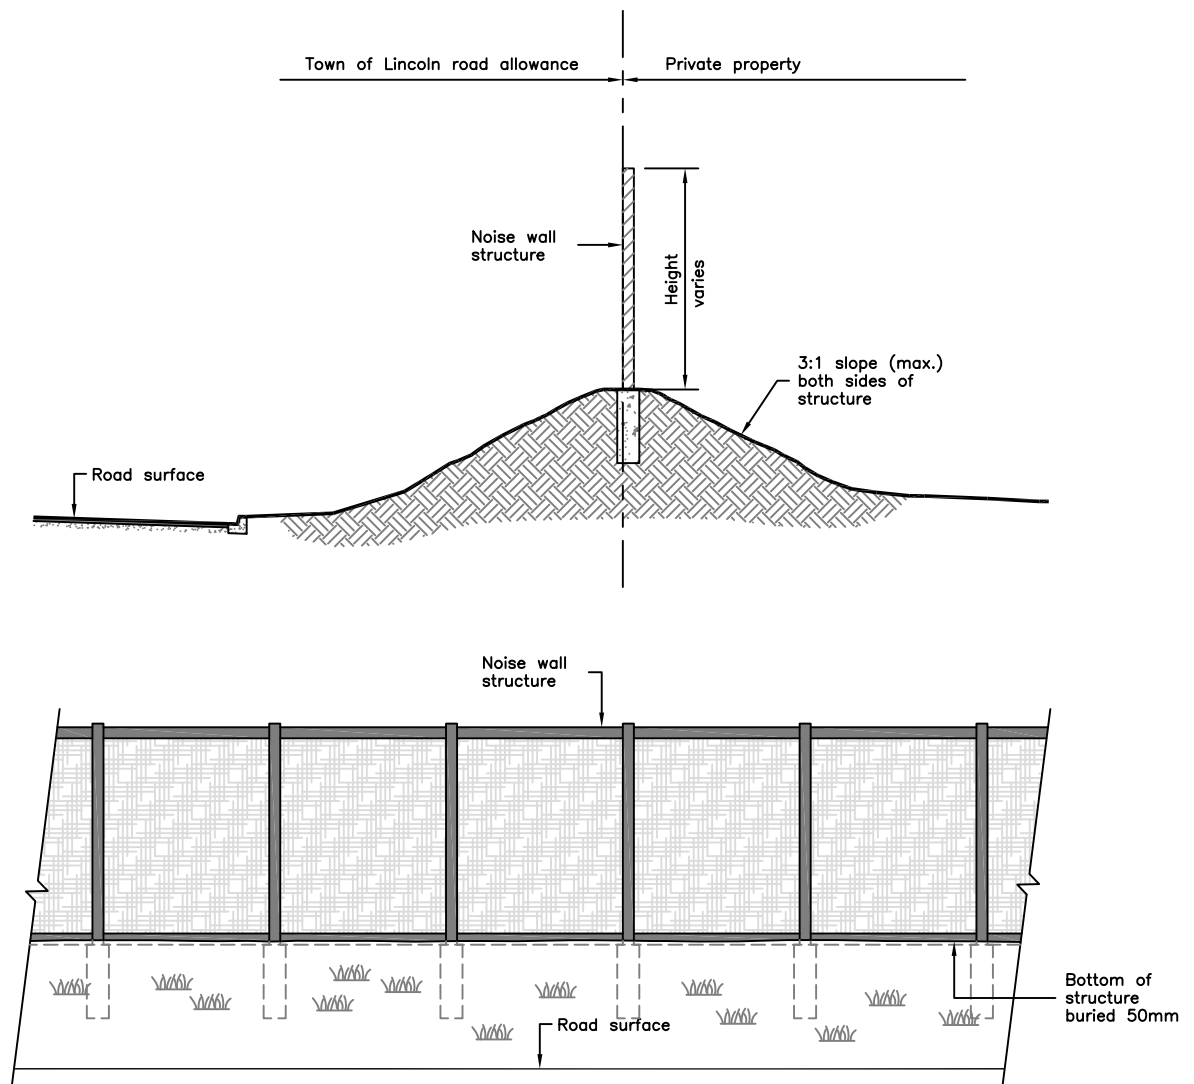 Town of Lincoln road allowance
Private property
Noise wall
structure
Height
varies
3:1 slope (max.)
both sides of
structure
Road surface
Noise wall
structure
Bottom of
structure
buried 50mm
Road surface